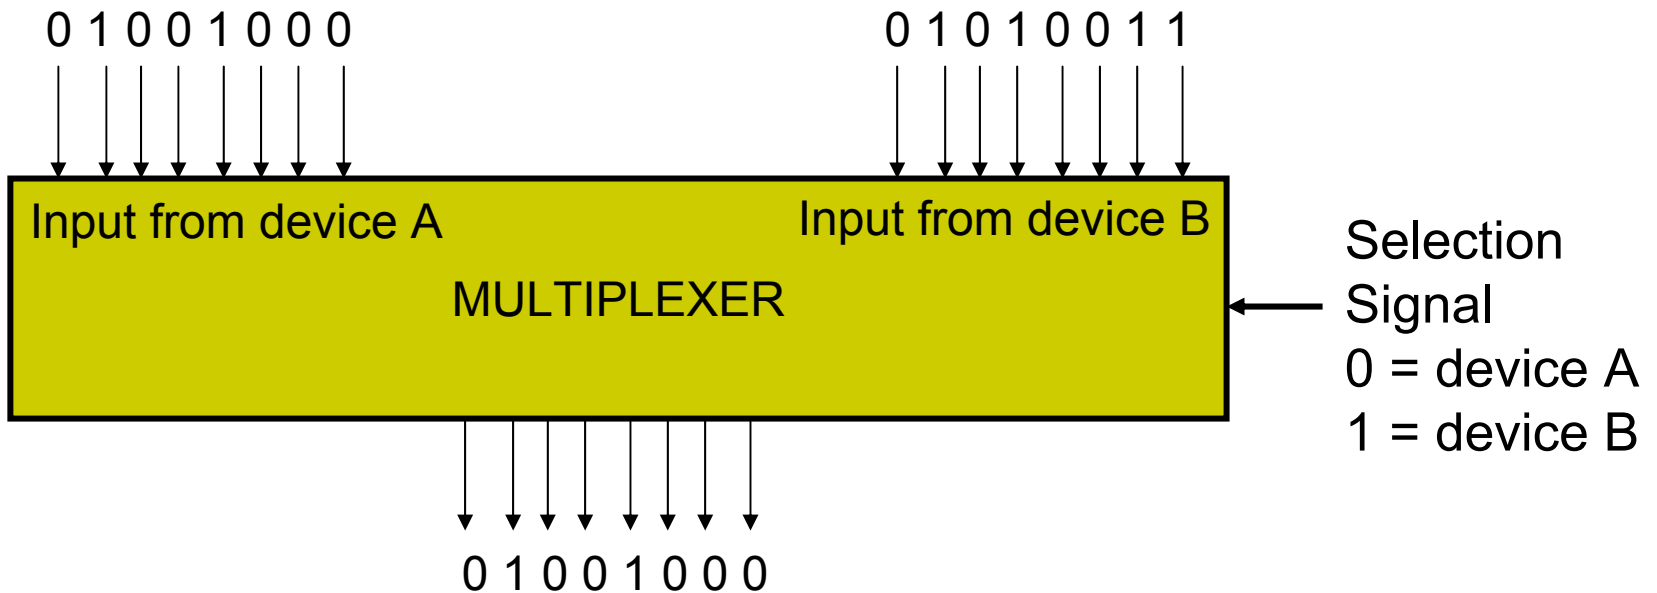 0 1 0 0 1 0 0 0
0 1 0 1 0 0 1 1
Input from device A
Input from device B
MULTIPLEXER
Selection
Signal
0 = device A
1 = device B
0 1 0 0 1 0 0 0